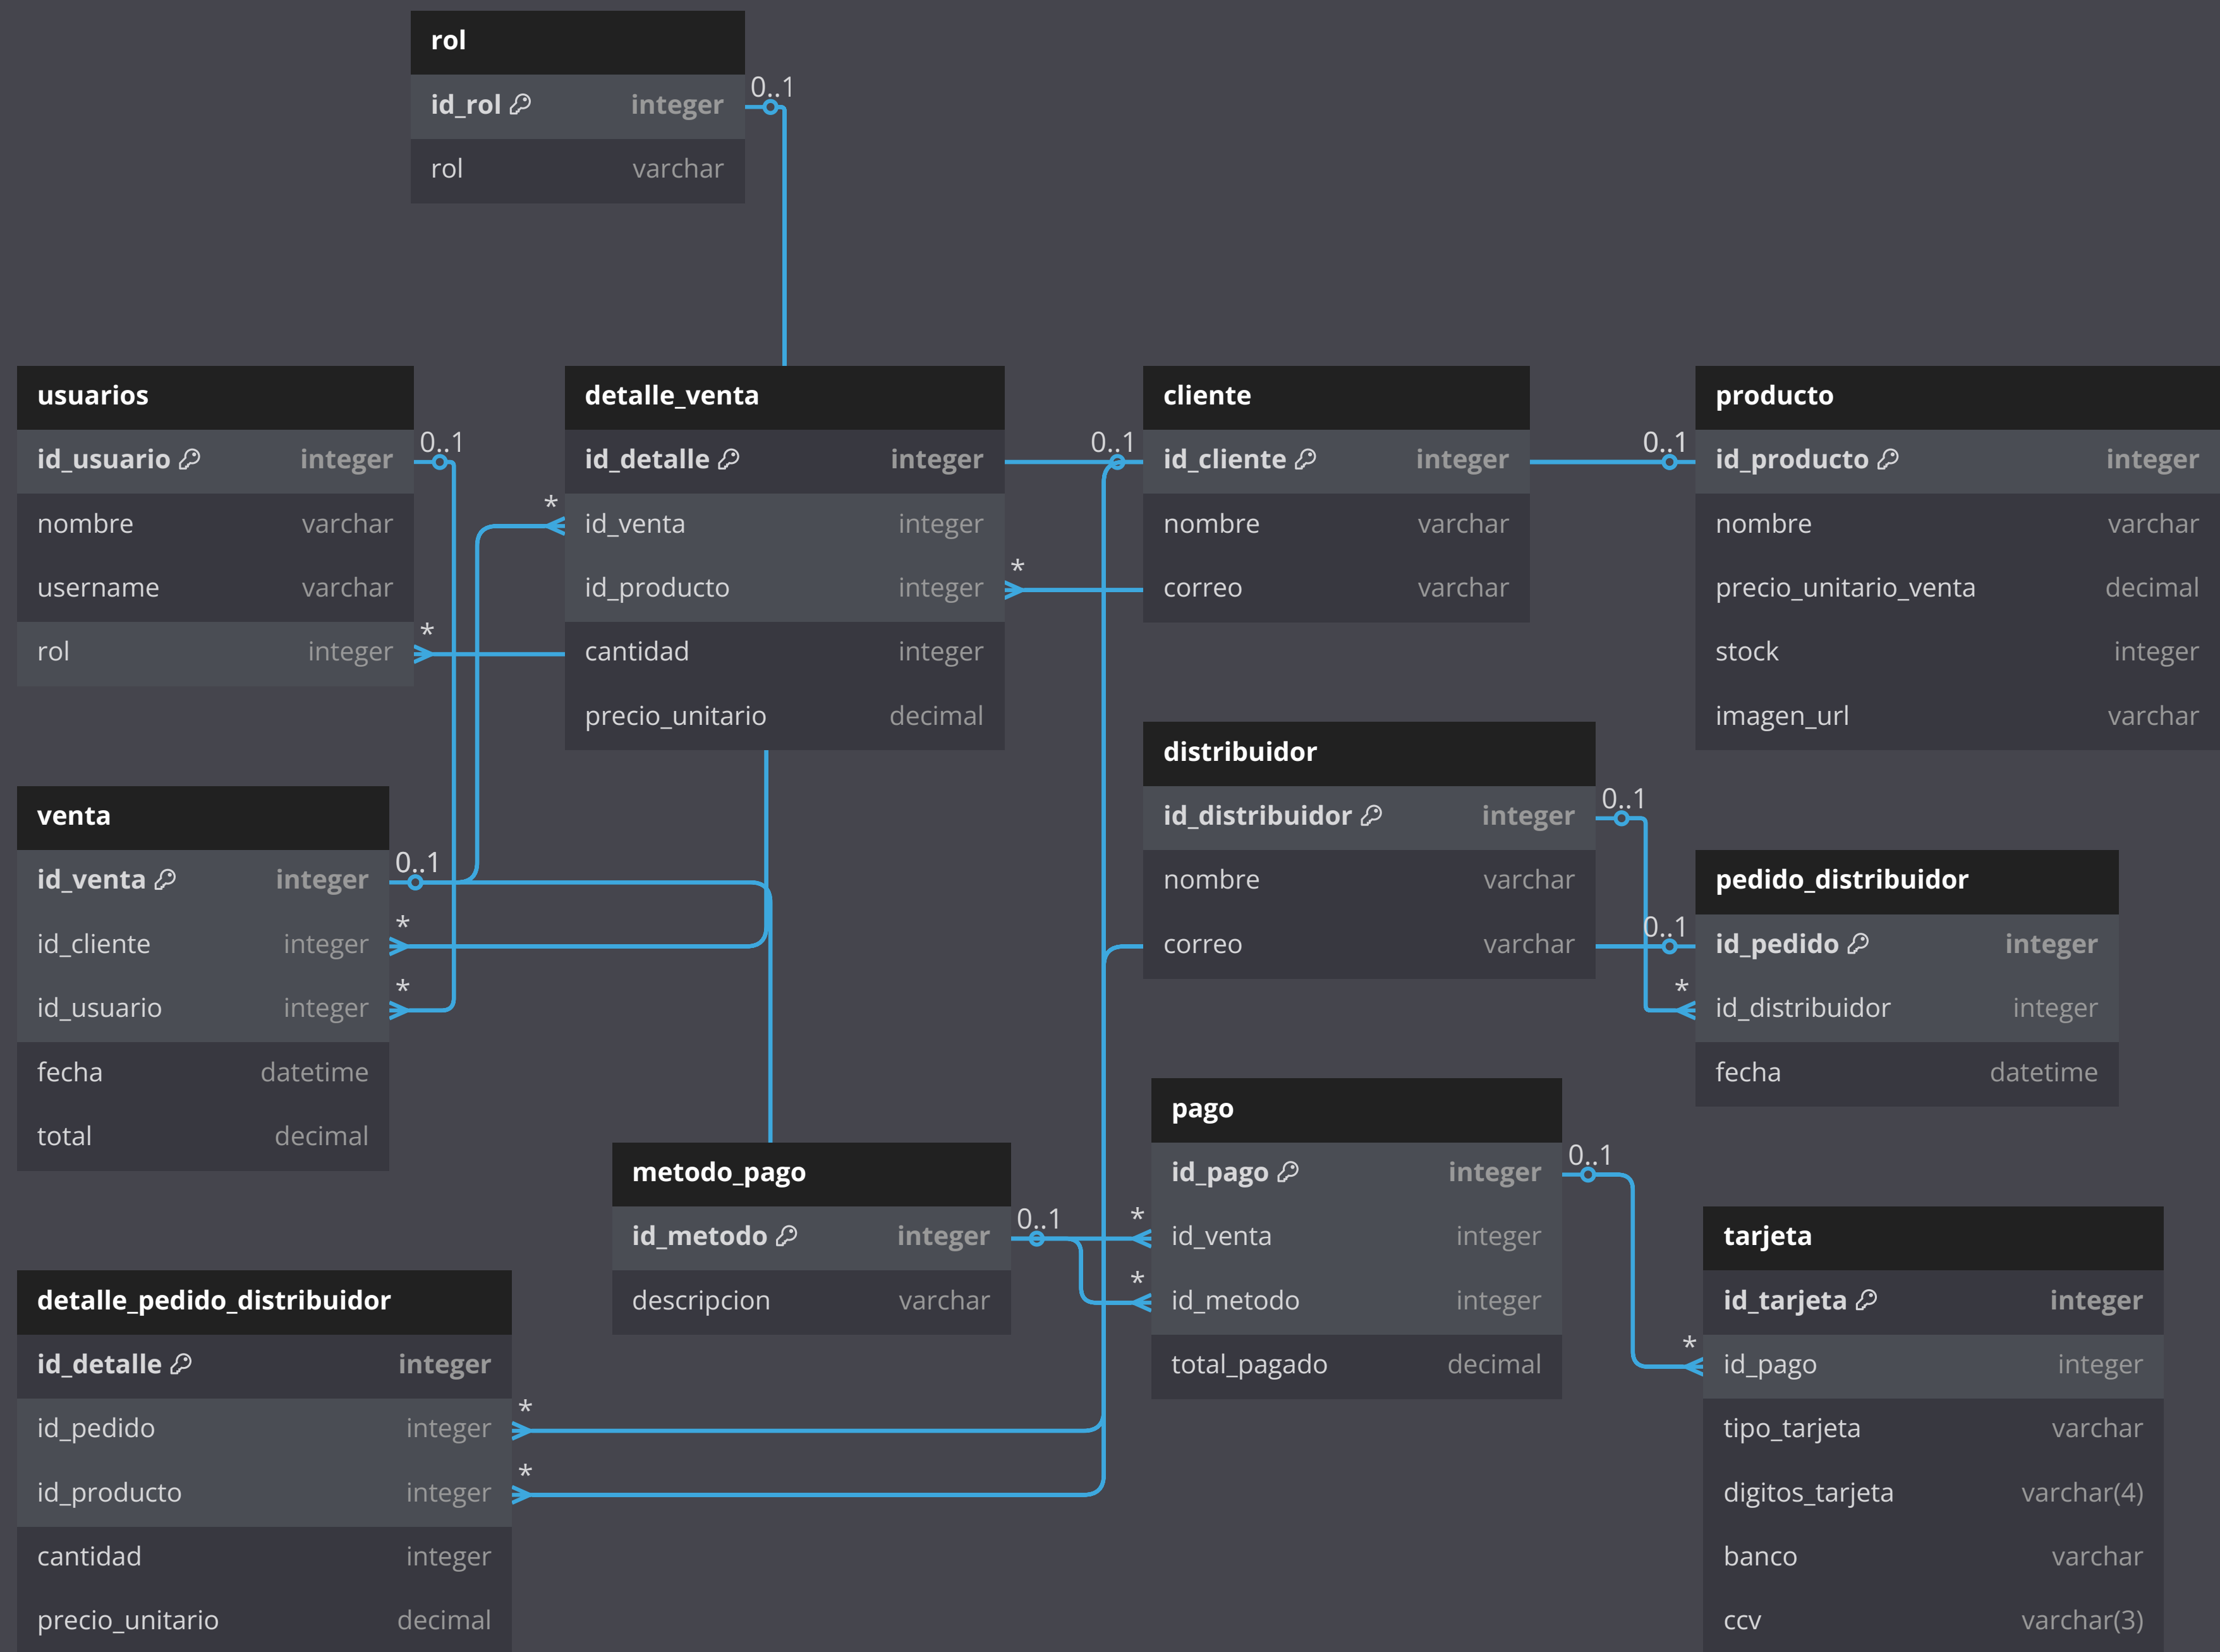 rol
id_rol integer
0..1
rol varchar
usuarios
id_usuario integer
0..1
nombre varchar
username varchar
rol integer
*
detalle_venta
id_detalle integer
*
id_venta integer
id_producto integer
*
cantidad integer
precio_unitario decimal
cliente
0..1
id_cliente integer
nombre varchar
correo varchar
producto
0..1
id_producto integer
nombre varchar
precio_unitario_venta decimal
stock integer
imagen_url varchar
distribuidor
id_distribuidor integer
0..1
nombre varchar
correo varchar
venta
id_venta integer
0..1
id_cliente integer
*
id_usuario integer
*
fecha datetime
total decimal
pedido_distribuidor
0..1
id_pedido integer
*
id_distribuidor integer
fecha datetime
metodo_pago
id_metodo integer
0..1
descripcion varchar
pago
id_pago integer
0..1
*
id_venta integer
*
id_metodo integer
total_pagado decimal
tarjeta
id_tarjeta integer
*
id_pago integer
tipo_tarjeta varchar
digitos_tarjeta varchar(4)
banco varchar
ccv varchar(3)
detalle_pedido_distribuidor
id_detalle integer
id_pedido integer
*
id_producto integer
*
cantidad integer
precio_unitario decimal